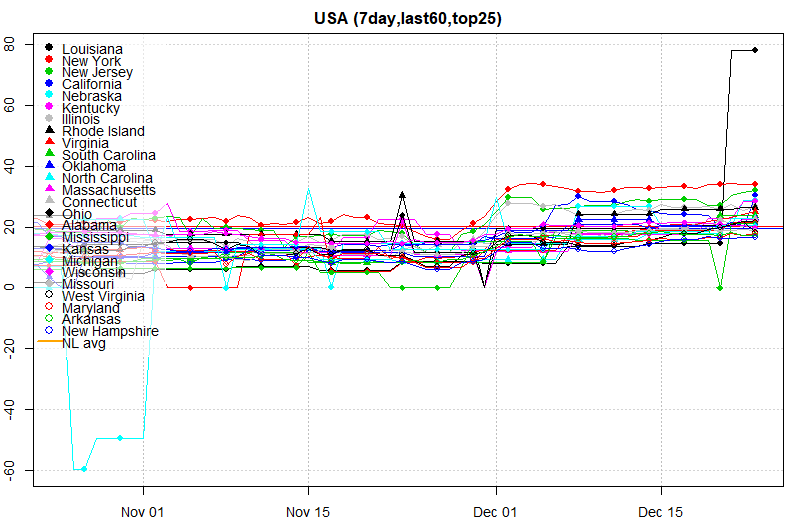 USA (7day,last60,top25)
80
60
40
20
0
-20
-40
-60
Louisiana
New York
New Jersey
California
Nebraska
Kentucky
Illinois
Rhode Island
Virginia
South Carolina
Oklahoma
North Carolina
Massachusetts
Connecticut
Ohio
Alabama
Mississippi
Kansas
Michigan
Wisconsin
Missouri
West Virginia
Maryland
Arkansas
New Hampshire
NL avg
Nov 01
Nov 15
Dec 01
Dec 15